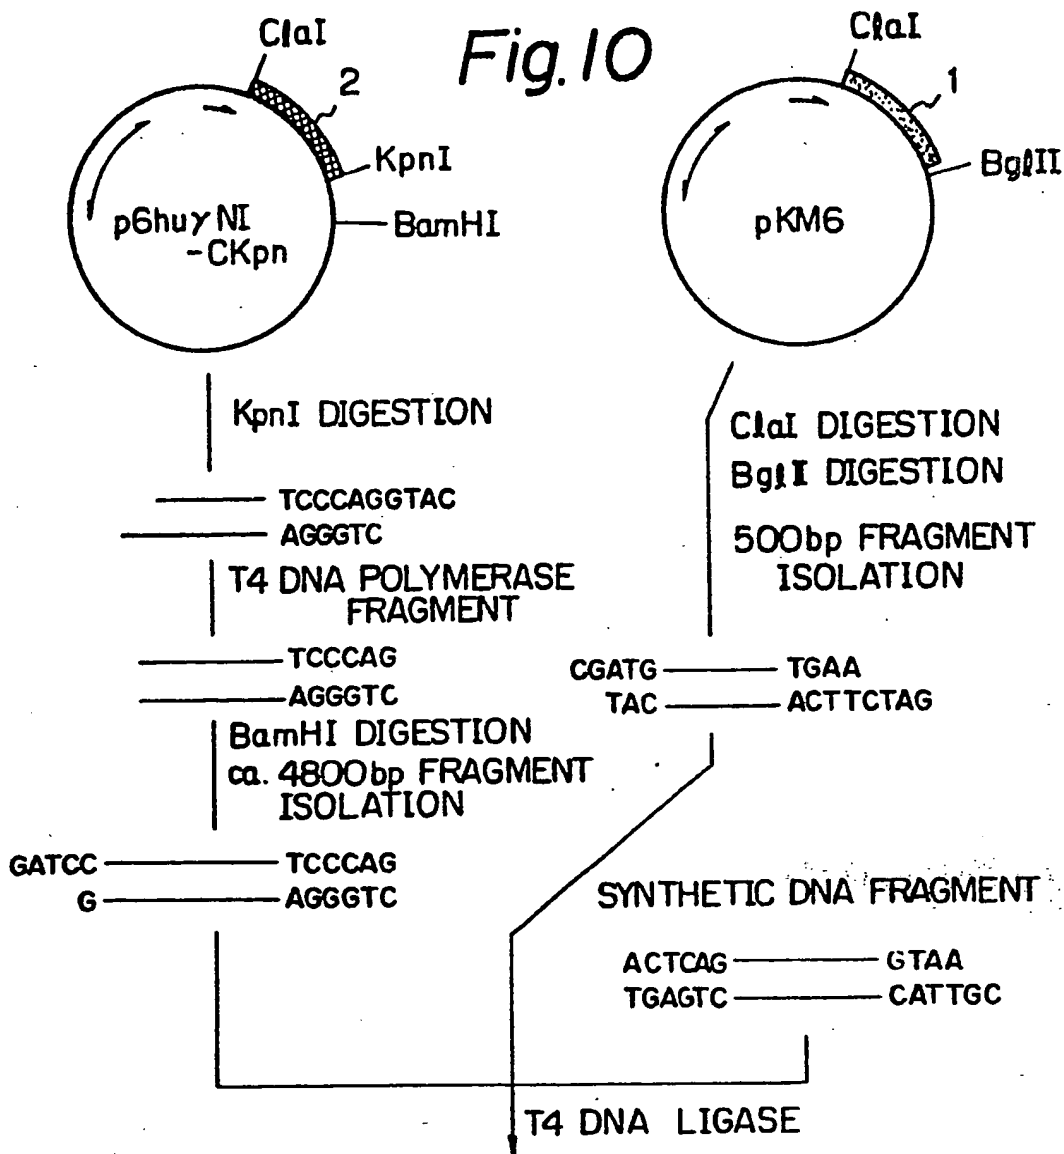 Fig.10
ClaI
2
KpnI
BamHI
p6huγNI
-CKpn
ClaI
1
BglII
pKM6
KpnI DIGESTION
TCCCAGGTAC
AGGGTC
T4 DNA POLYMERASE
FRAGMENT
TCCCAG
AGGGTC
BamHI DIGESTION
ca. 4800bp FRAGMENT
ISOLATION
GATCC TCCCAG
G AGGGTC
ClaI DIGESTION
BglI DIGESTION
500bp FRAGMENT
ISOLATION
CGATG TGAA
TAC ACTTCTAG
SYNTHETIC DNA FRAGMENT
ACTCAG GTAA
TGAGTC CATTGC
T4 DNA LIGASE